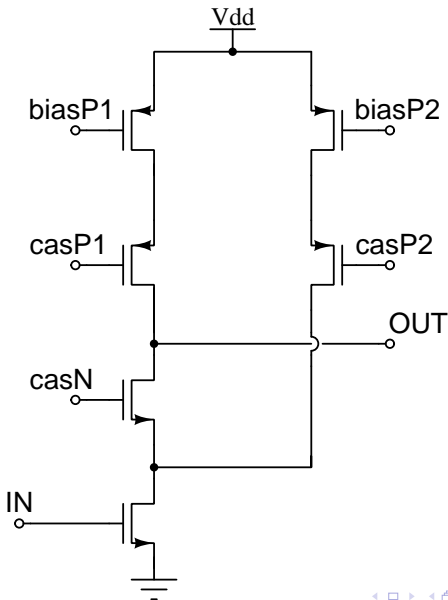 Vdd
biasP1
biasP2
casP1
casP2
OUT
casN
IN